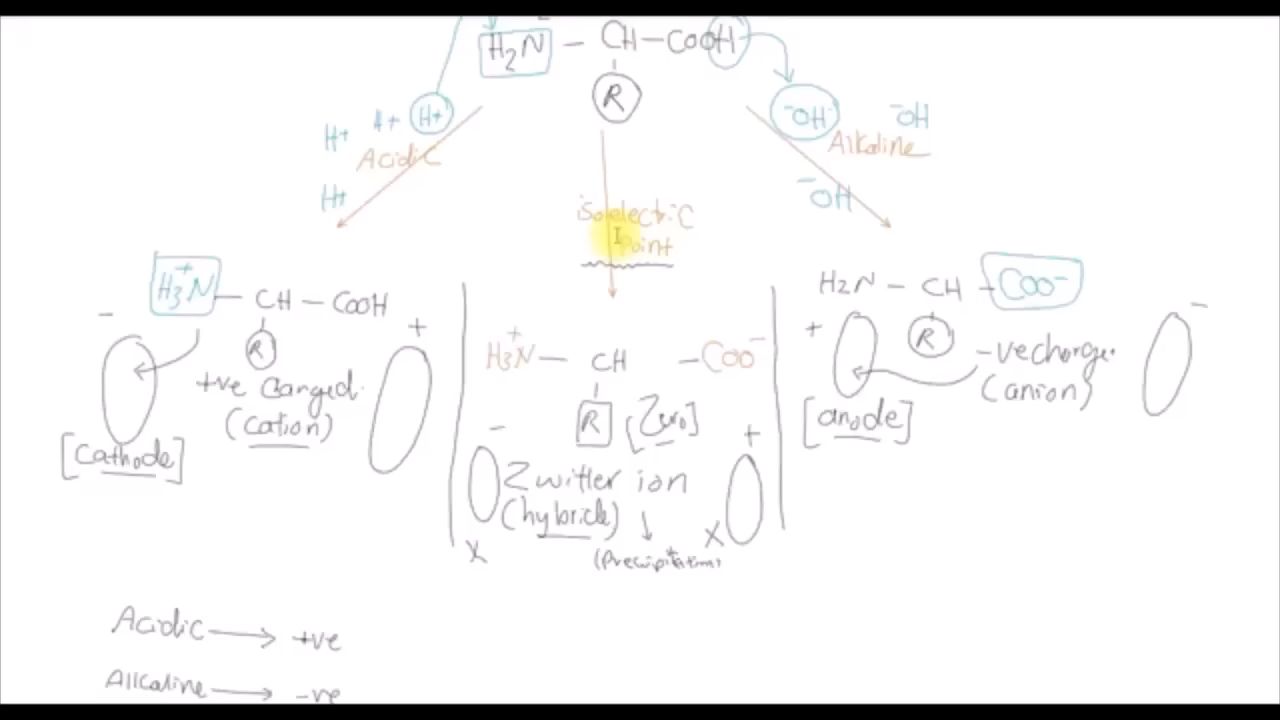 H2N – CH – COOH
R
H+ H+ H+
-OH -OH
Acidic
Alkaline
H+
-OH
isoelectric
Point
H3N+ – CH – COOH
R
H2N – CH – COO-
R
- +
+ -
H3N+ – CH – COO-
R [Zero]
+ve Charged
(Cation)
[Cathode]
-ve charge
(anion)
[anode]
- +
Zwitter ion
(hybrid)
X X
(Precipitation)
Acidic → +ve
Alkaline → -ve